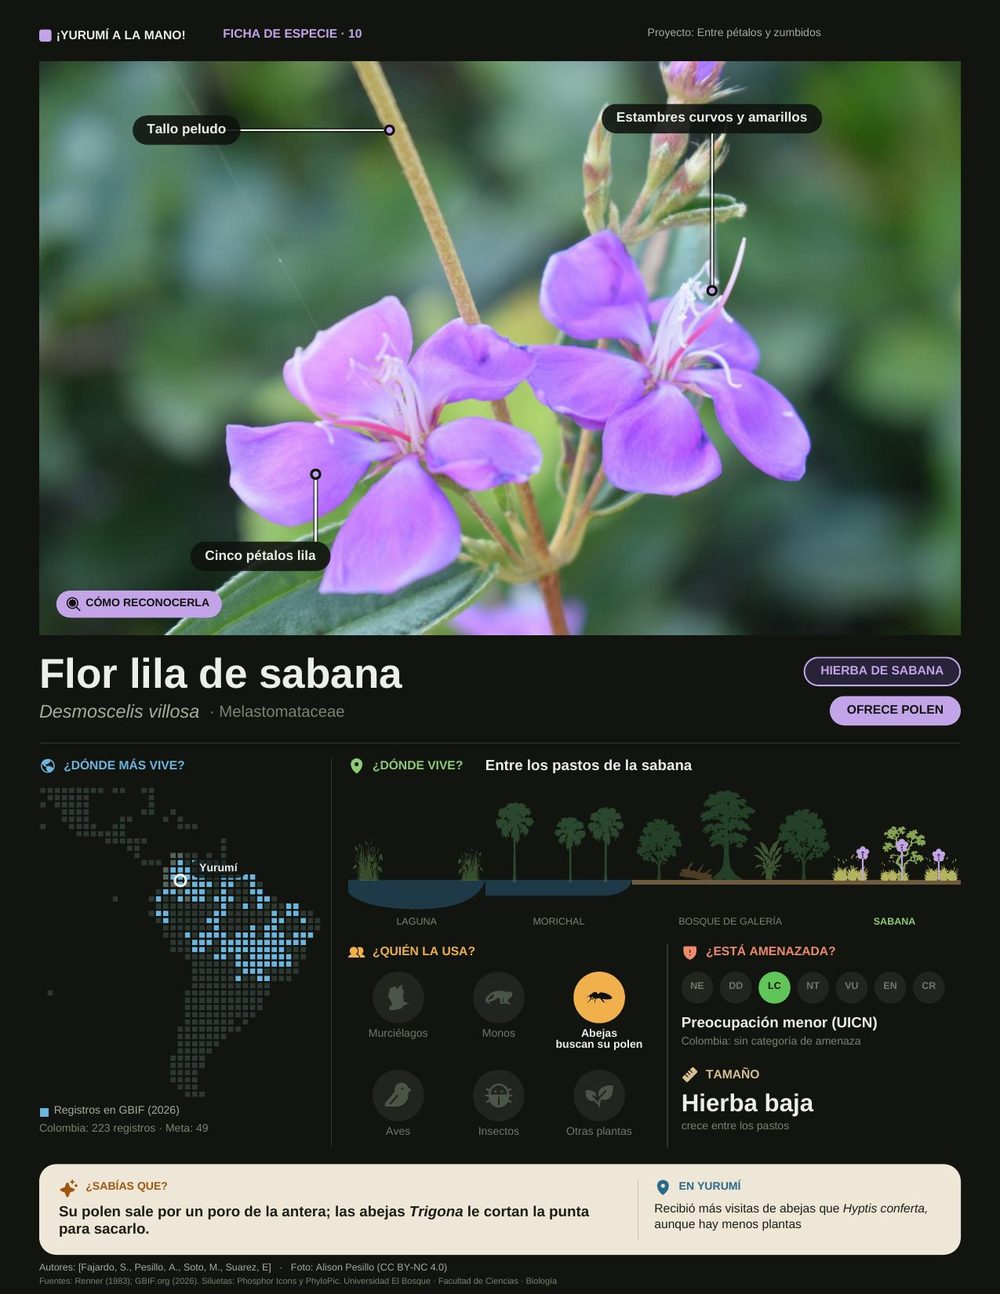 ¡YURUMÍ A LA MANO!
FICHA DE ESPECIE · 10
Proyecto: Entre pétalos y zumbidos
Tallo peludo
Estambres curvos y amarillos
Cinco pétalos lila
CÓMO RECONOCERLA
Flor lila de sabana
Desmoscelis villosa · Melastomataceae
HIERBA DE SABANA
OFRECE POLEN
¿DÓNDE MÁS VIVE?
Yurumí
Registros en GBIF (2026)
Colombia: 223 registros · Meta: 49
¿DÓNDE VIVE?
Entre los pastos de la sabana
LAGUNA
MORICHAL
BOSQUE DE GALERÍA
SABANA
¿QUIÉN LA USA?
Murciélagos
Monos
Abejas
buscan su polen
Aves
Insectos
Otras plantas
¿ESTÁ AMENAZADA?
NE DD LC NT VU EN CR
Preocupación menor (UICN)
Colombia: sin categoría de amenaza
TAMAÑO
Hierba baja
crece entre los pastos
¿SABÍAS QUE?
Su polen sale por un poro de la antera; las abejas Trigona le cortan la punta
para sacarlo.
EN YURUMÍ
Recibió más visitas de abejas que Hyptis conferta,
aunque hay menos plantas
Autores: [Fajardo, S., Pesillo, A., Soto, M., Suarez, E] · Foto: Alison Pesillo (CC BY-NC 4.0)
Fuentes: Renner (1983); GBIF.org (2026). Siluetas: Phosphor Icons y PhyloPic. Universidad El Bosque · Facultad de Ciencias · Biología